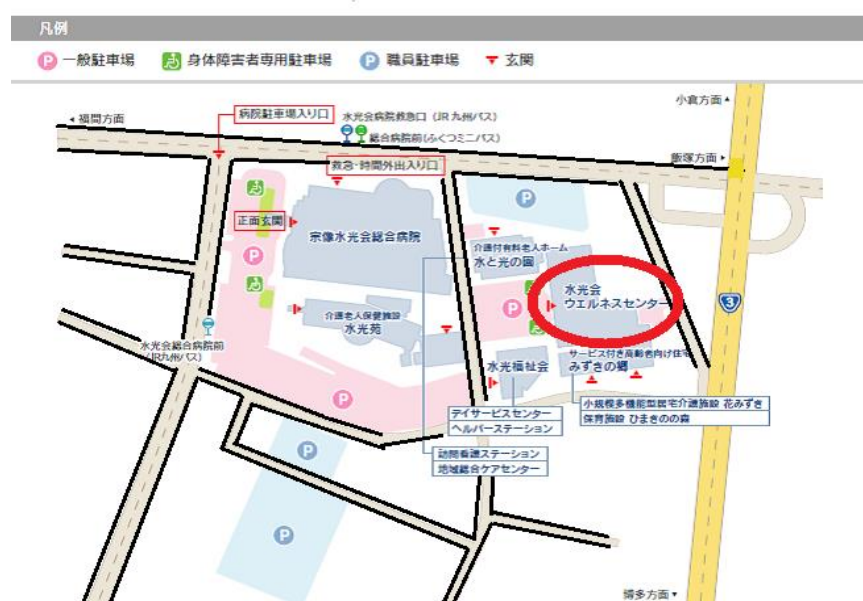 凡例
P 一般駐車場
身体障害者専用駐車場
P 職員駐車場
玄関
小倉方面
福間方面
病院駐車場入り口
水光会病院救急口（JR九州バス）
総合病院前（ふくつミニバス）
飯塚方面
救急・時間外出入り口
P
正面玄関
宗像水光会総合病院
介護付有料老人ホーム
水と光の園
P
水光会
ウエルネスセンター
3
P
介護老人保健施設
水光苑
水光会総合病院前
（JR九州バス）
サービス付き高齢者向け住宅
みずきの郷
水光福祉会
P
小規模多機能型居宅介護施設 花みずき
保育施設 ひまきのの森
デイサービスセンター
ヘルパーステーション
訪問看護ステーション
地域総合ケアセンター
P
P
博多方面